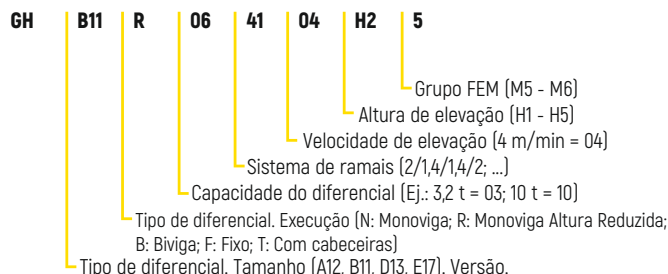 GH B11 R 06 41 04 H2 5
Grupo FEM (M5 - M6)
Altura de elevação (H1 - H5)
Velocidade de elevação (4 m/min = 04)
Sistema de ramais (2/1,4/1,4/2; ...)
Capacidade do diferencial (Ej.: 3,2 t = 03; 10 t = 10)
Tipo de diferencial. Execução (N: Monoviga; R: Monoviga Altura Reduzida;
B: Biviga; F: Fixo; T: Com cabeceiras)
Tipo de diferencial. Tamanho (A12, B11, D13, E17). Versão.